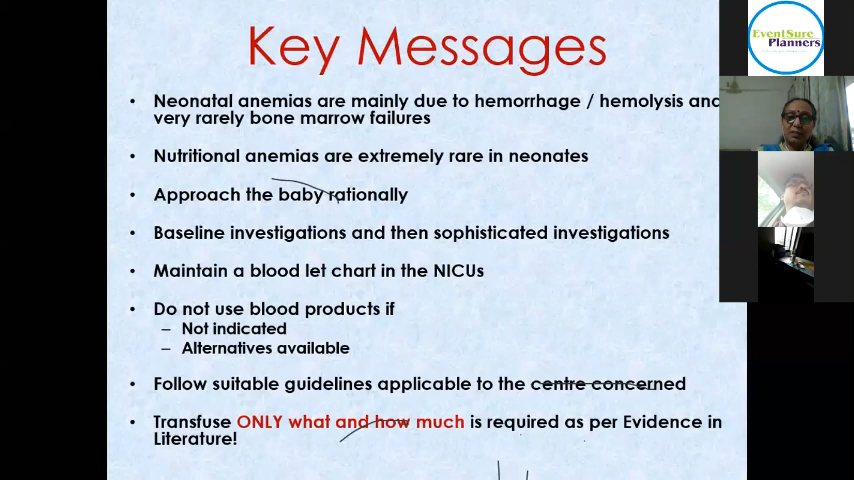 Key Messages
• Neonatal anemias are mainly due to hemorrhage / hemolysis and
very rarely bone marrow failures
• Nutritional anemias are extremely rare in neonates
• Approach the baby rationally
• Baseline investigations and then sophisticated investigations
• Maintain a blood let chart in the NICUs
• Do not use blood products if
– Not indicated
– Alternatives available
• Follow suitable guidelines applicable to the centre concerned
• Transfuse ONLY what and how much is required as per Evidence in
Literature!
EventSure
Planners